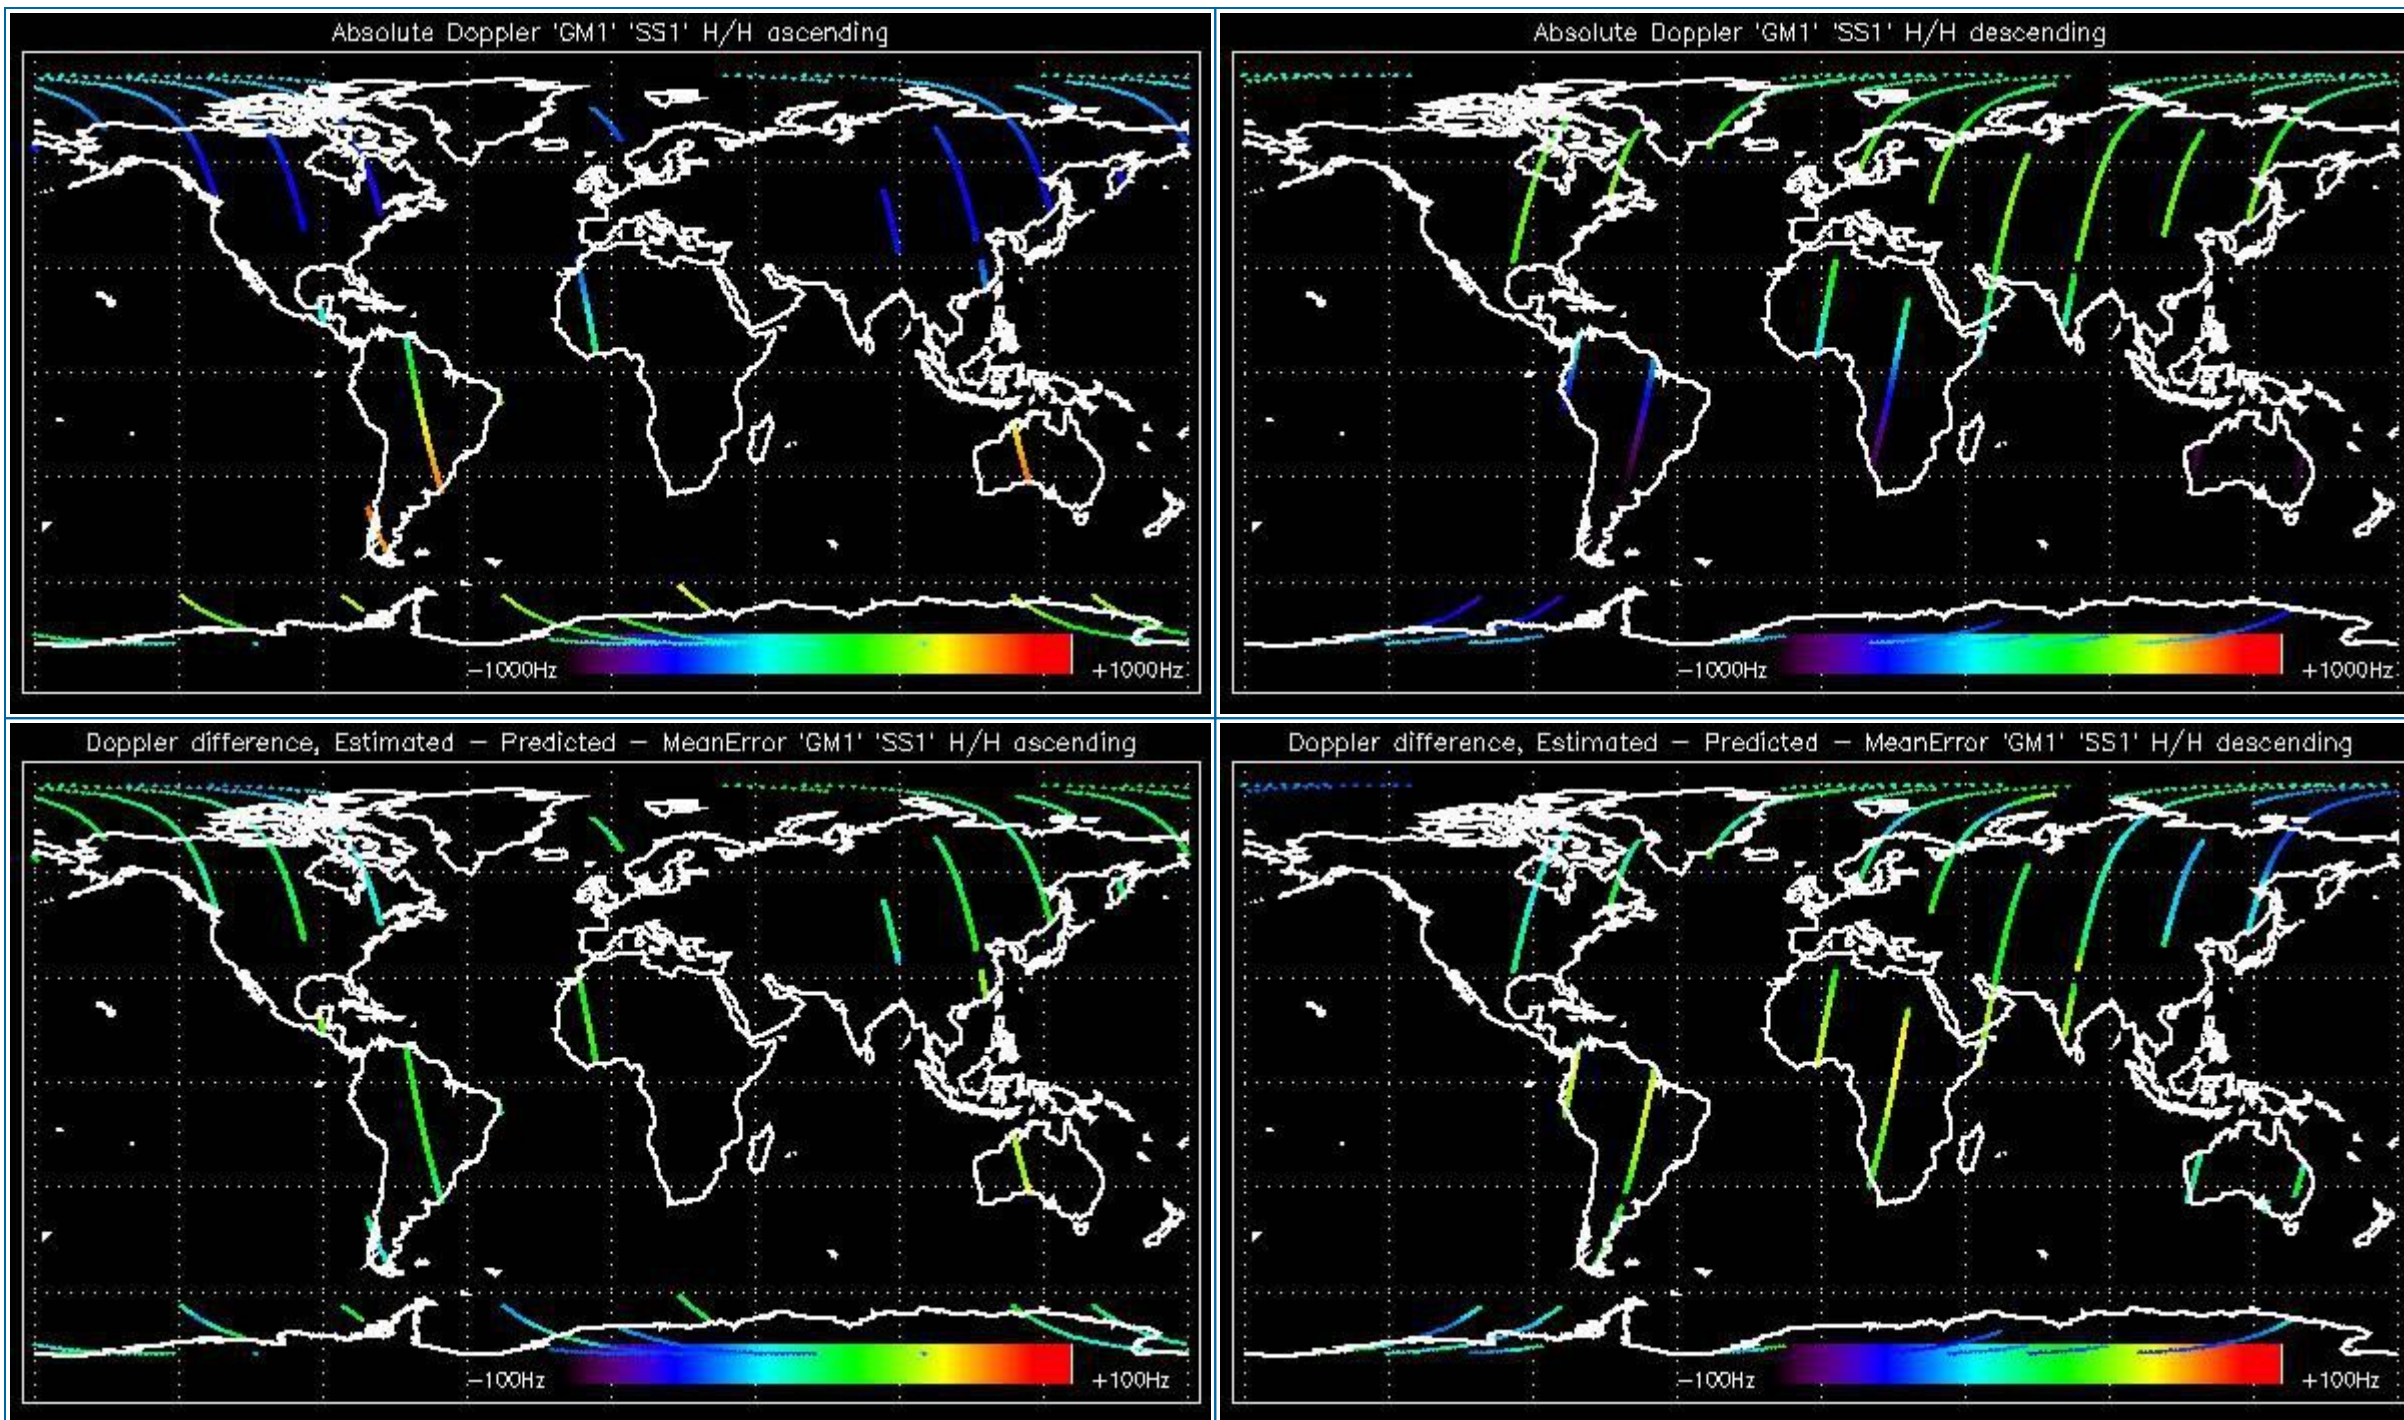 Absolute Doppler 'GM1' 'SS1' H/H ascending
-1000Hz
+1000Hz
Absolute Doppler 'GM1' 'SS1' H/H descending
-1000Hz
+1000Hz
Doppler difference, Estimated - Predicted - MeanError 'GM1' 'SS1' H/H ascending
-100Hz
+100Hz
Doppler difference, Estimated - Predicted - MeanError 'GM1' 'SS1' H/H descending
-100Hz
+100Hz